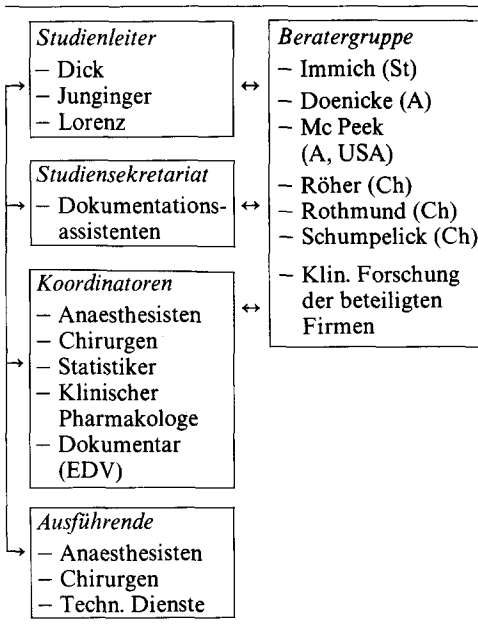 Studienleiter
– Dick
– Junginger
– Lorenz
Studiensekretariat
– Dokumentations-
assistenten
Koordinatoren
– Anaesthesisten
– Chirurgen
– Statistiker
– Klinischer
Pharmakologe
– Dokumentar
(EDV)
Ausführende
– Anaesthesisten
– Chirurgen
– Techn. Dienste
Beratergruppe
– Immich (St)
– Doenicke (A)
– Mc Peek
(A, USA)
– Röher (Ch)
– Rothmund (Ch)
– Schumpelick (Ch)
– Klin. Forschung
der beteiligten
Firmen